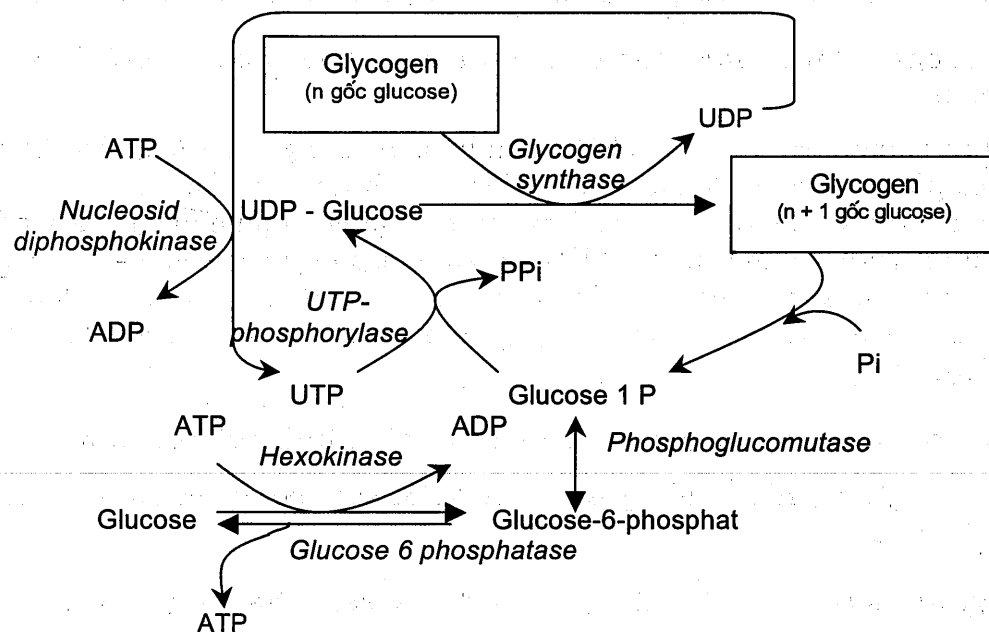 Glycogen
(n gốc glucose)
UDP
ATP
Glycogen
synthase
Glycogen
(n + 1 gốc glucose)
Nucleosid
diphosphokinase
UDP - Glucose
PPi
UTP-
phosphorylase
ADP
Pi
UTP
Glucose 1 P
ATP
ADP
Phosphoglucomutase
Hexokinase
Glucose
Glucose-6-phosphat
Glucose 6 phosphatase
ATP